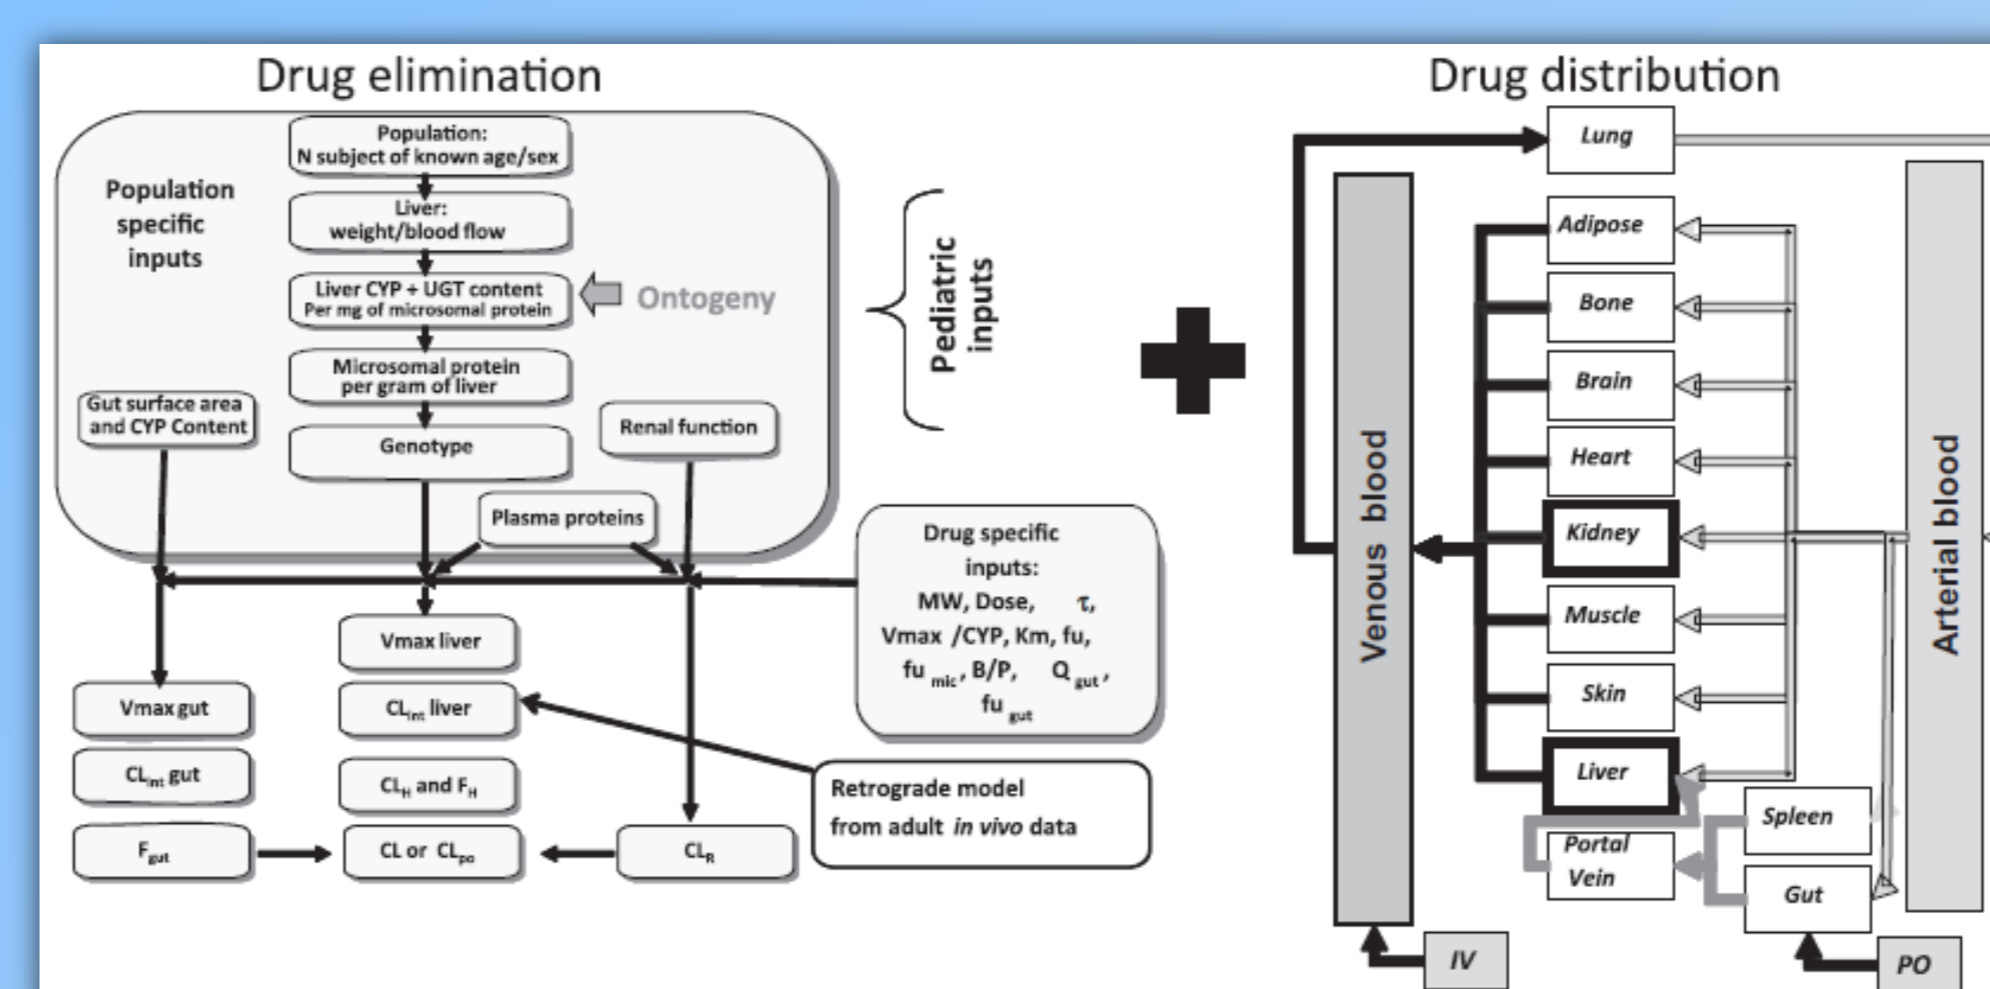 Drug elimination
Population:
N subject of known age/sex
Population
specific
inputs
Liver:
weight/blood flow
Liver CYP + UGT content
Per mg of microsomal protein
Ontogeny
Microsomal protein
per gram of liver
Gut surface area
and CYP Content
Genotype
Renal function
Plasma proteins
Pediatric
inputs
Drug specific
inputs:
MW, Dose, τ,
Vmax /CYP, Km, fu,
fu mic, B/P, Q gut,
fu gut
Vmax liver
Vmax gut
CLint liver
CLint gut
CLH and FH
Fgut
CL or CLpo
CLR
Retrograde model
from adult in vivo data
Drug distribution
Lung
Adipose
Bone
Brain
Heart
Kidney
Muscle
Skin
Liver
Spleen
Portal
Vein
Gut
Venous blood
Arterial blood
IV
PO